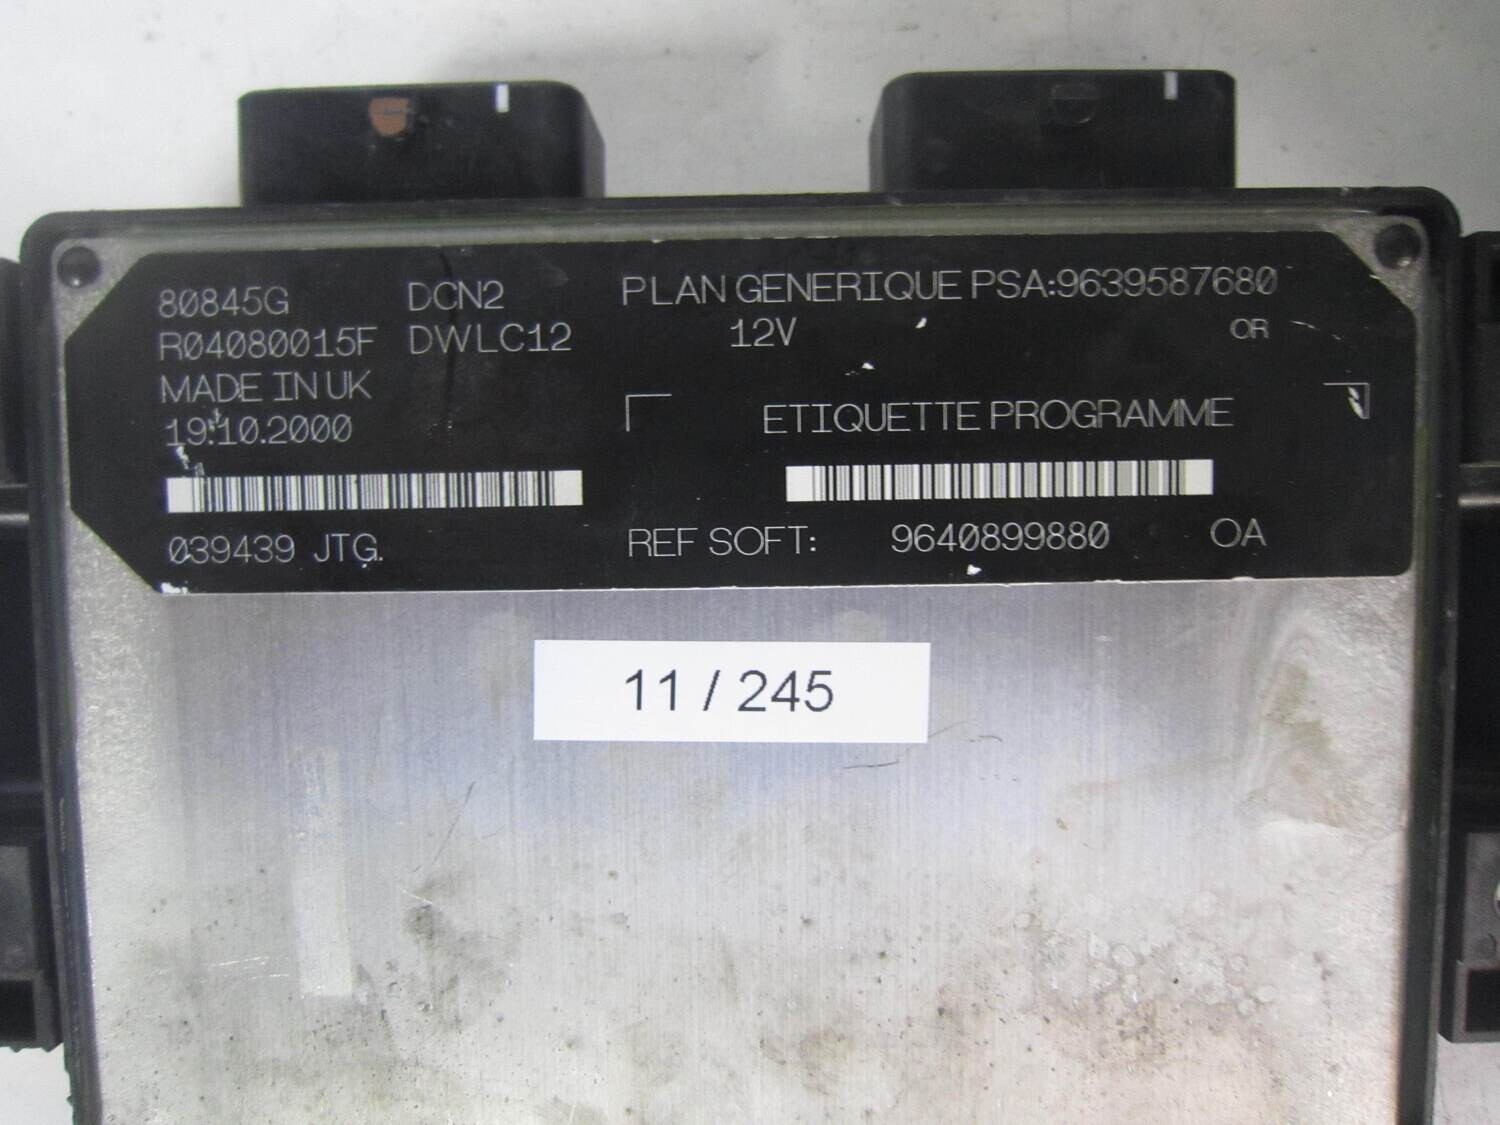 80845G DCN2 PLAN GENERIQUE PSA:9639587680
R04080015F DWLC12 12V OR
MADE IN UK
19.10.2000 ETIQUETTE PROGRAMME
039439 JTG. REF SOFT: 9640899880 OA
11 / 245